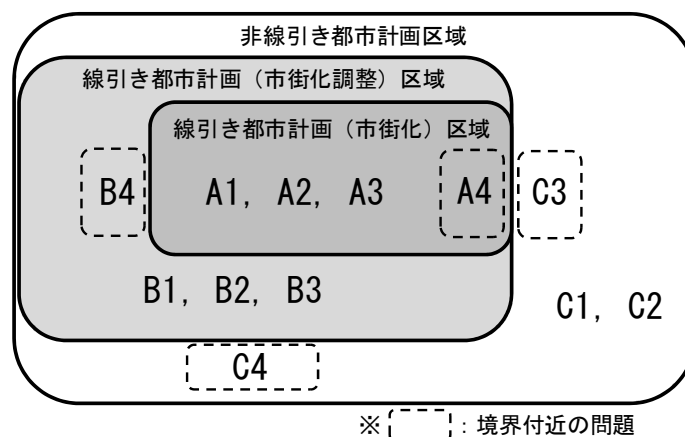 非線引き都市計画区域
線引き都市計画(市街化調整)区域
線引き都市計画(市街化)区域
B4
A1, A2, A3
A4
C3
B1, B2, B3
C1, C2
C4
※ : 境界付近の問題